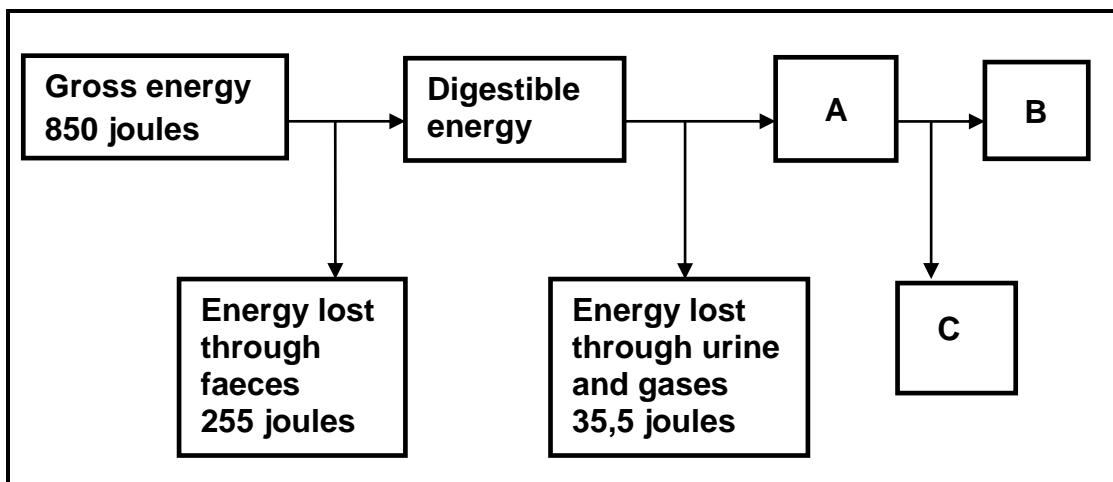 Gross energy
850 joules
Digestible
energy
A
B
Energy lost
through
faeces
255 joules
Energy lost
through urine
and gases
35,5 joules
C